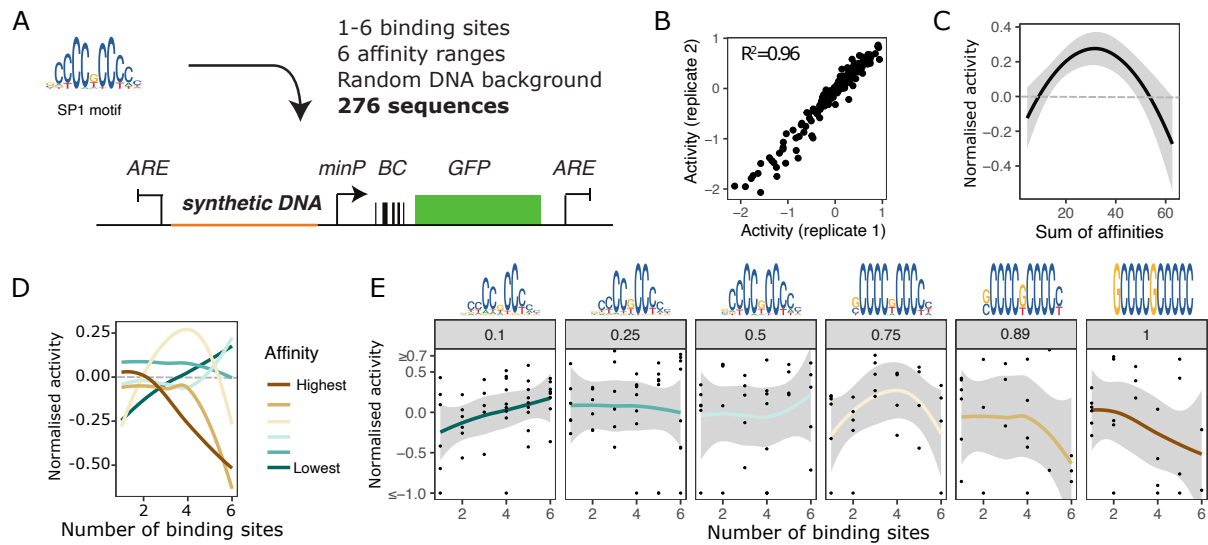 A
SP1 motif
1-6 binding sites
6 affinity ranges
Random DNA background
276 sequences
ARE
synthetic DNA
minP
BC
GFP
ARE
B
R²=0.96
Activity (replicate 2)
1
0
−1
−2
−2
−1
0
1
Activity (replicate 1)
C
Normalised activity
0.4
0.2
0.0
−0.2
−0.4
20
40
60
Sum of affinities
D
Normalised activity
0.25
0.00
−0.25
−0.50
2
4
6
Number of binding sites
Affinity
Highest
Lowest
E
0.1
0.25
0.5
0.75
0.89
1
Normalised activity
≥0.7
0.5
0.0
−0.5
≤−1.0
2 4 6
2 4 6
2 4 6
2 4 6
2 4 6
2 4 6
Number of binding sites